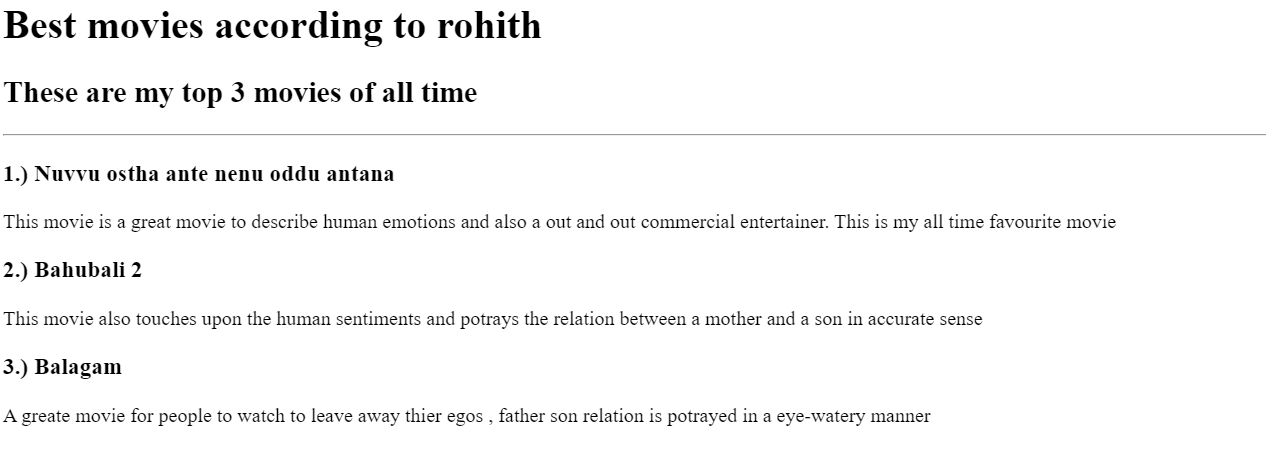 Best movies according to rohith
These are my top 3 movies of all time
1.) Nuvvu ostha ante nenu oddu antana
This movie is a great movie to describe human emotions and also a out and out commercial entertainer. This is my all time favourite movie
2.) Bahubali 2
This movie also touches upon the human sentiments and potrays the relation between a mother and a son in accurate sense
3.) Balagam
A greate movie for people to watch to leave away thier egos , father son relation is potrayed in a eye-watery manner